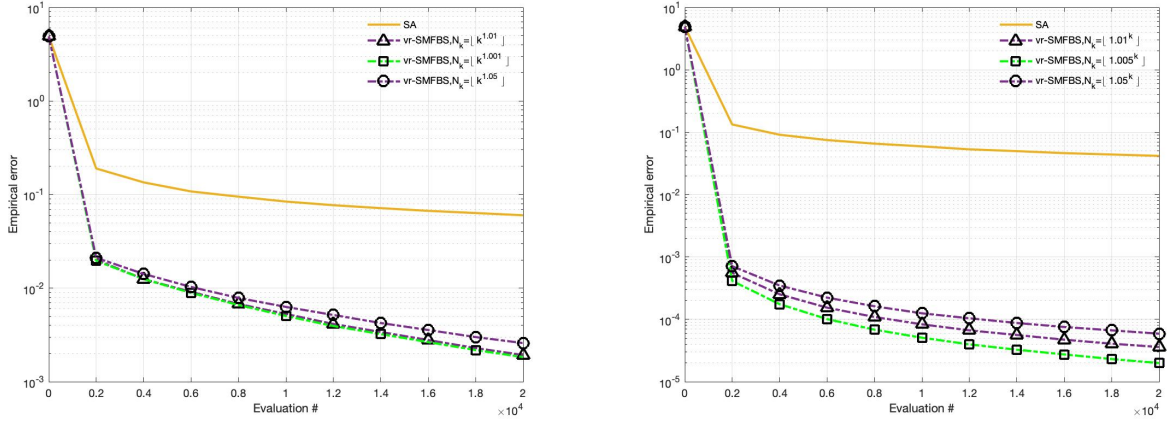 SA
vr-SMFBS,N_k=⌊ k^1.01 ⌋
vr-SMFBS,N_k=⌊ k^1.001 ⌋
vr-SMFBS,N_k=⌊ k^1.05 ⌋
10^1
10^0
10^-1
10^-2
10^-3
Empirical error
0 0.2 0.4 0.6 0.8 1 1.2 1.4 1.6 1.8 2
Evaluation #
×10^4
SA
vr-SMFBS,N_k=⌊ 1.01^k ⌋
vr-SMFBS,N_k=⌊ 1.005^k ⌋
vr-SMFBS,N_k=⌊ 1.05^k ⌋
10^1
10^0
10^-1
10^-2
10^-3
10^-4
10^-5
Empirical error
0 0.2 0.4 0.6 0.8 1 1.2 1.4 1.6 1.8 2
Evaluation #
×10^4